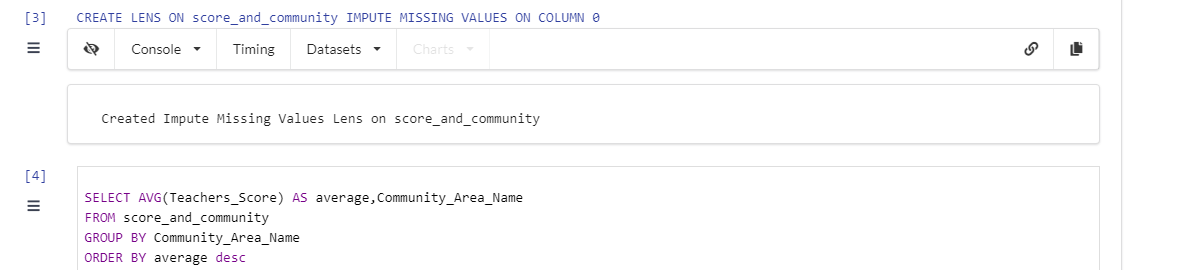 [3] CREATE LENS ON score_and_community IMPUTE MISSING VALUES ON COLUMN 0
Console Timing Datasets Charts
Created Impute Missing Values Lens on score_and_community
[4]
SELECT AVG(Teachers_Score) AS average,Community_Area_Name
FROM score_and_community
GROUP BY Community_Area_Name
ORDER BY average desc